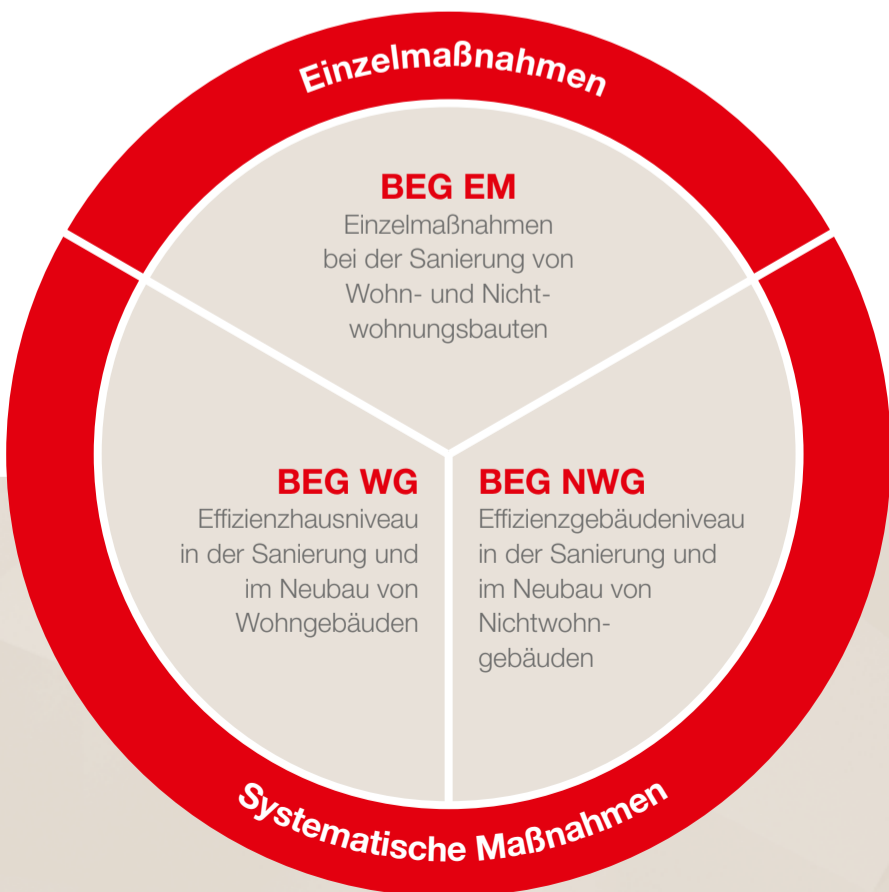 Einzelmaßnahmen
BEG EM
Einzelmaßnahmen
bei der Sanierung von
Wohn- und Nicht-
wohnungsbauten
BEG WG
Effizienzhausniveau
in der Sanierung und
im Neubau von
Wohngebäuden
BEG NWG
Effizienzgebäudeniveau
in der Sanierung und
im Neubau von
Nichtwohn-
gebäuden
Systematische Maßnahmen